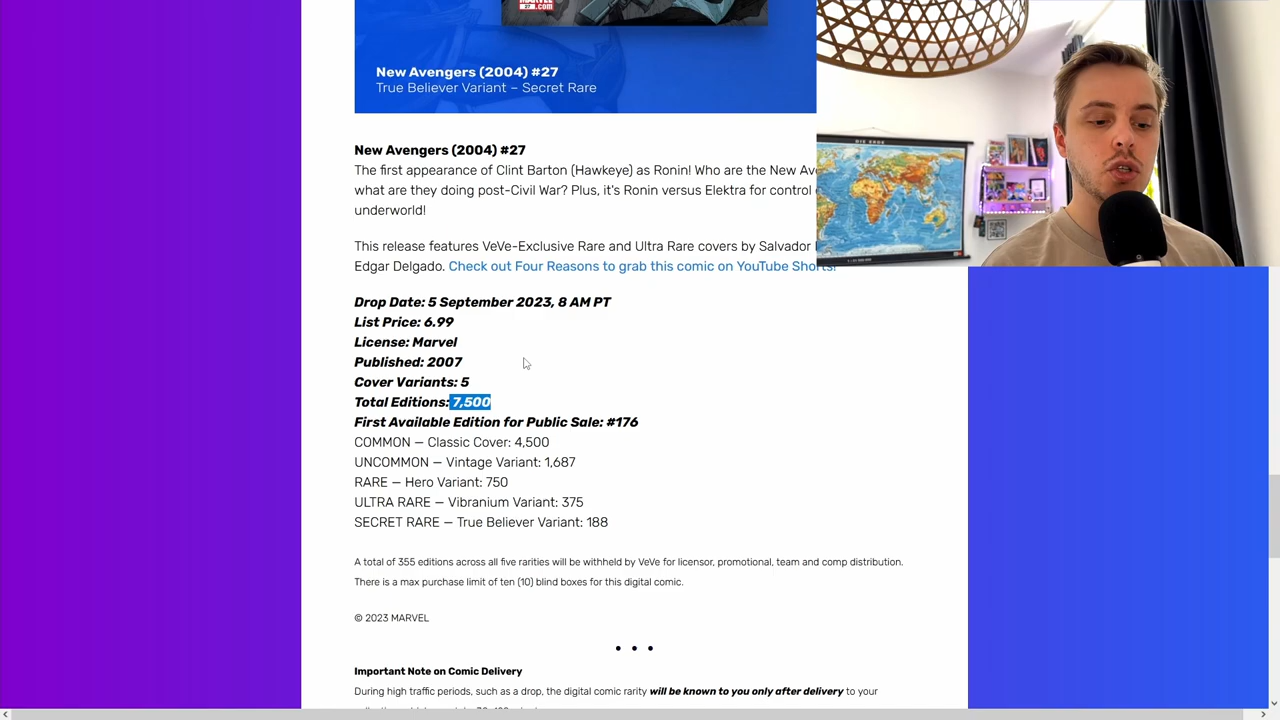 MARVEL
.com
New Avengers (2004) #27
True Believer Variant – Secret Rare
New Avengers (2004) #27
The first appearance of Clint Barton (Hawkeye) as Ronin! Who are the New
what are they doing post-Civil War? Plus, it's Ronin versus Elektra for control
underworld!
This release features VeVe-Exclusive Rare and Ultra Rare covers by Salvador
Edgar Delgado. Check out Four Reasons to grab this comic on YouTube Shorts!
Drop Date: 5 September 2023, 8 AM PT
List Price: 6.99
License: Marvel
Published: 2007
Cover Variants: 5
Total Editions: 7,500
First Available Edition for Public Sale: #176
COMMON — Classic Cover: 4,500
UNCOMMON — Vintage Variant: 1,687
RARE — Hero Variant: 750
ULTRA RARE — Vibranium Variant: 375
SECRET RARE — True Believer Variant: 188
A total of 355 editions across all five rarities will be withheld by VeVe for licensor, promotional, team and comp distribution.
There is a max purchase limit of ten (10) blind boxes for this digital comic.
© 2023 MARVEL
• • •
Important Note on Comic Delivery
During high traffic periods, such as a drop, the digital comic rarity will be known to you only after delivery to your
DIE ERDE